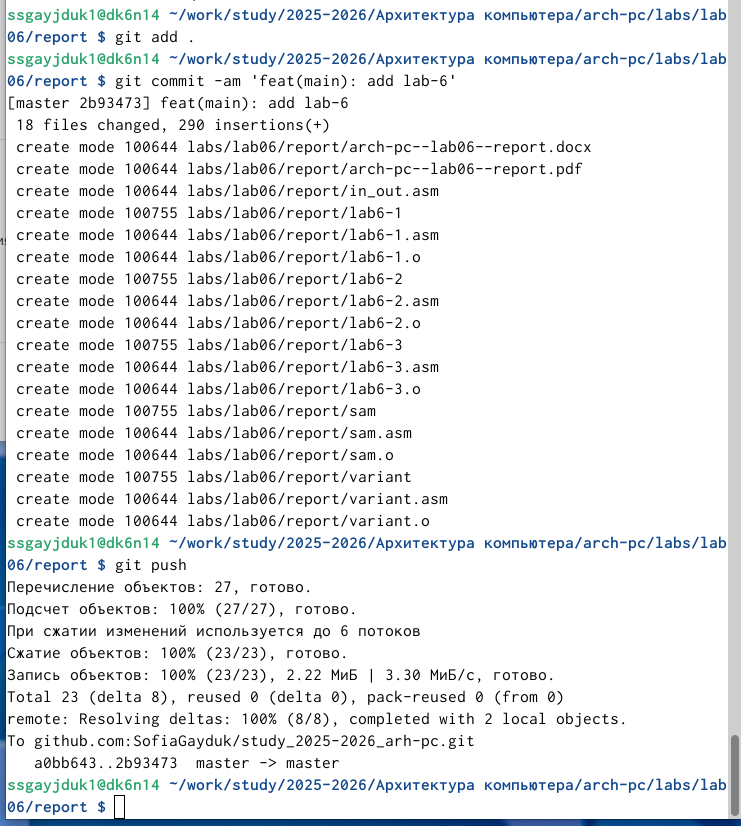 ssgayjduk1@dk6n14 ~/work/study/2025-2026/Архитектура компьютера/arch-pc/labs/lab
06/report $ git add .
ssgayjduk1@dk6n14 ~/work/study/2025-2026/Архитектура компьютера/arch-pc/labs/lab
06/report $ git commit -am 'feat(main): add lab-6'
[master 2b93473] feat(main): add lab-6
 18 files changed, 290 insertions(+)
 create mode 100644 labs/lab06/report/arch-pc--lab06--report.docx
 create mode 100644 labs/lab06/report/arch-pc--lab06--report.pdf
 create mode 100644 labs/lab06/report/in_out.asm
 create mode 100755 labs/lab06/report/lab6-1
 create mode 100644 labs/lab06/report/lab6-1.asm
 create mode 100644 labs/lab06/report/lab6-1.o
 create mode 100755 labs/lab06/report/lab6-2
 create mode 100644 labs/lab06/report/lab6-2.asm
 create mode 100644 labs/lab06/report/lab6-2.o
 create mode 100755 labs/lab06/report/lab6-3
 create mode 100644 labs/lab06/report/lab6-3.asm
 create mode 100644 labs/lab06/report/lab6-3.o
 create mode 100755 labs/lab06/report/sam
 create mode 100644 labs/lab06/report/sam.asm
 create mode 100644 labs/lab06/report/sam.o
 create mode 100755 labs/lab06/report/variant
 create mode 100644 labs/lab06/report/variant.asm
 create mode 100644 labs/lab06/report/variant.o
ssgayjduk1@dk6n14 ~/work/study/2025-2026/Архитектура компьютера/arch-pc/labs/lab
06/report $ git push
Перечисление объектов: 27, готово.
Подсчет объектов: 100% (27/27), готово.
При сжатии изменений используется до 6 потоков
Сжатие объектов: 100% (23/23), готово.
Запись объектов: 100% (23/23), 2.22 МиБ | 3.30 МиБ/с, готово.
Total 23 (delta 8), reused 0 (delta 0), pack-reused 0 (from 0)
remote: Resolving deltas: 100% (8/8), completed with 2 local objects.
To github.com:SofiaGayduk/study_2025-2026_arh-pc.git
   a0bb643..2b93473  master -> master
ssgayjduk1@dk6n14 ~/work/study/2025-2026/Архитектура компьютера/arch-pc/labs/lab
06/report $